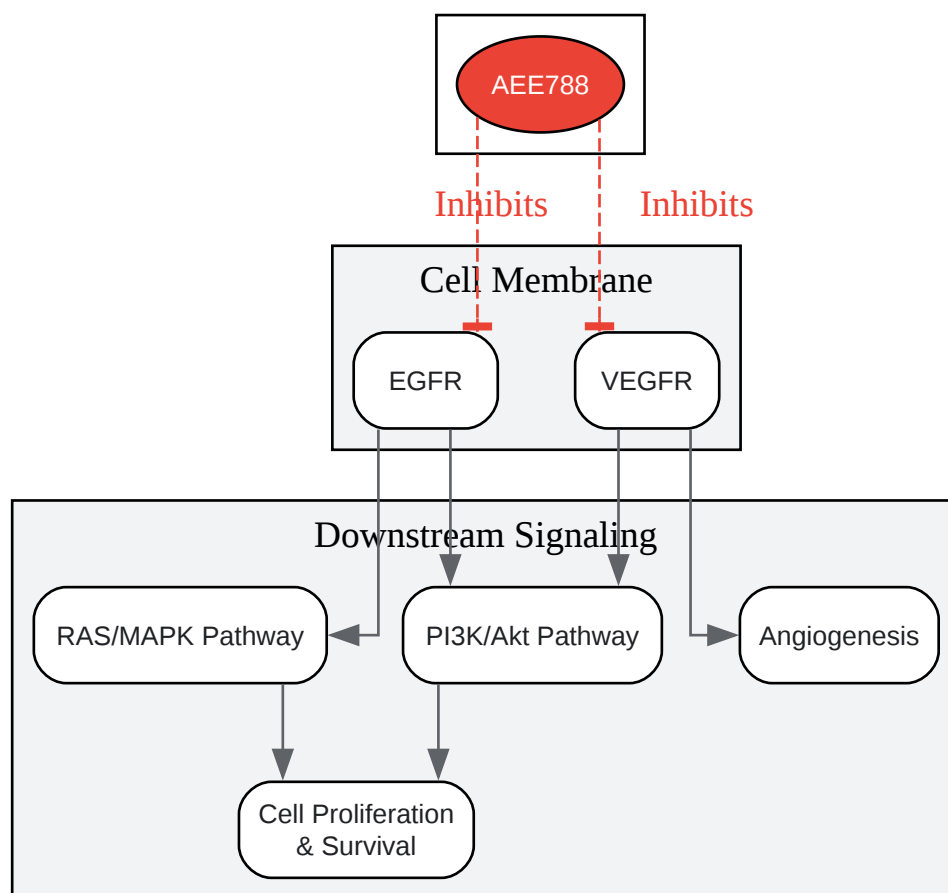 AEE788
Inhibits
Inhibits
Cell Membrane
EGFR
VEGFR
Downstream Signaling
RAS/MAPK Pathway
PI3K/Akt Pathway
Angiogenesis
Cell Proliferation
& Survival